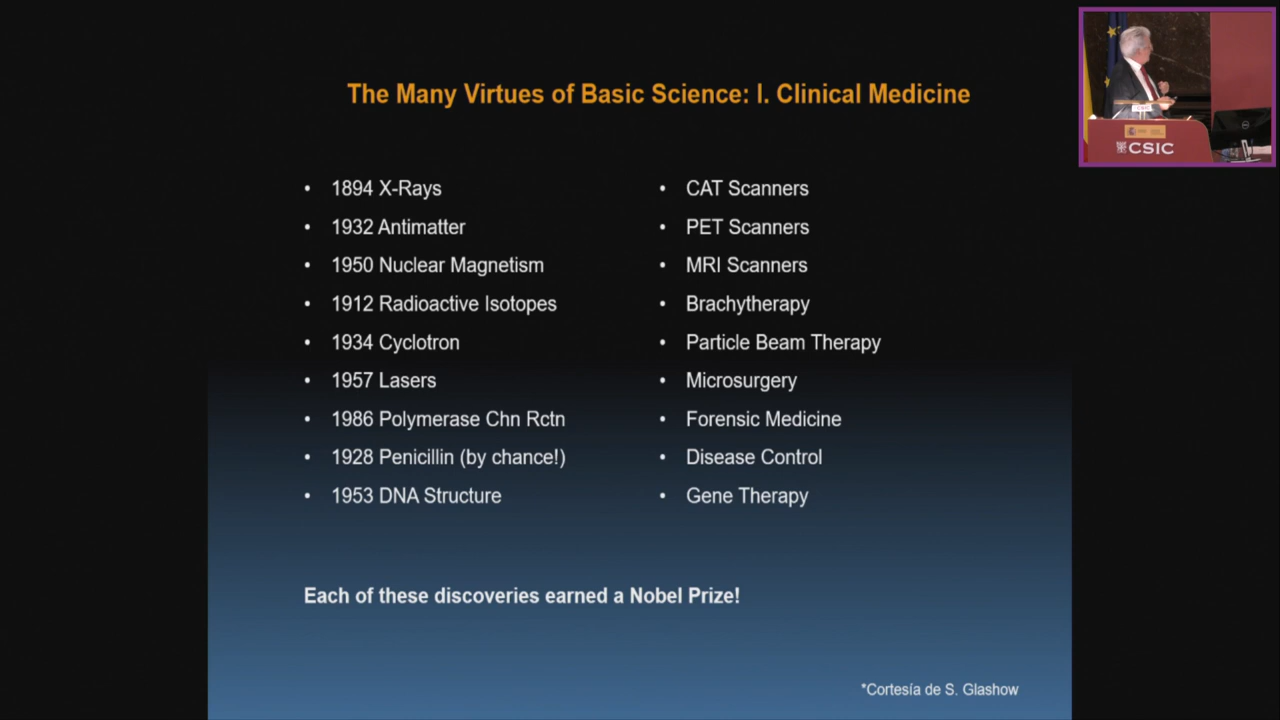 The Many Virtues of Basic Science: I. Clinical Medicine
• 1894 X-Rays
• 1932 Antimatter
• 1950 Nuclear Magnetism
• 1912 Radioactive Isotopes
• 1934 Cyclotron
• 1957 Lasers
• 1986 Polymerase Chn Rctn
• 1928 Penicillin (by chance!)
• 1953 DNA Structure
• CAT Scanners
• PET Scanners
• MRI Scanners
• Brachytherapy
• Particle Beam Therapy
• Microsurgery
• Forensic Medicine
• Disease Control
• Gene Therapy
Each of these discoveries earned a Nobel Prize!
*Cortesía de S. Glashow
CSIC